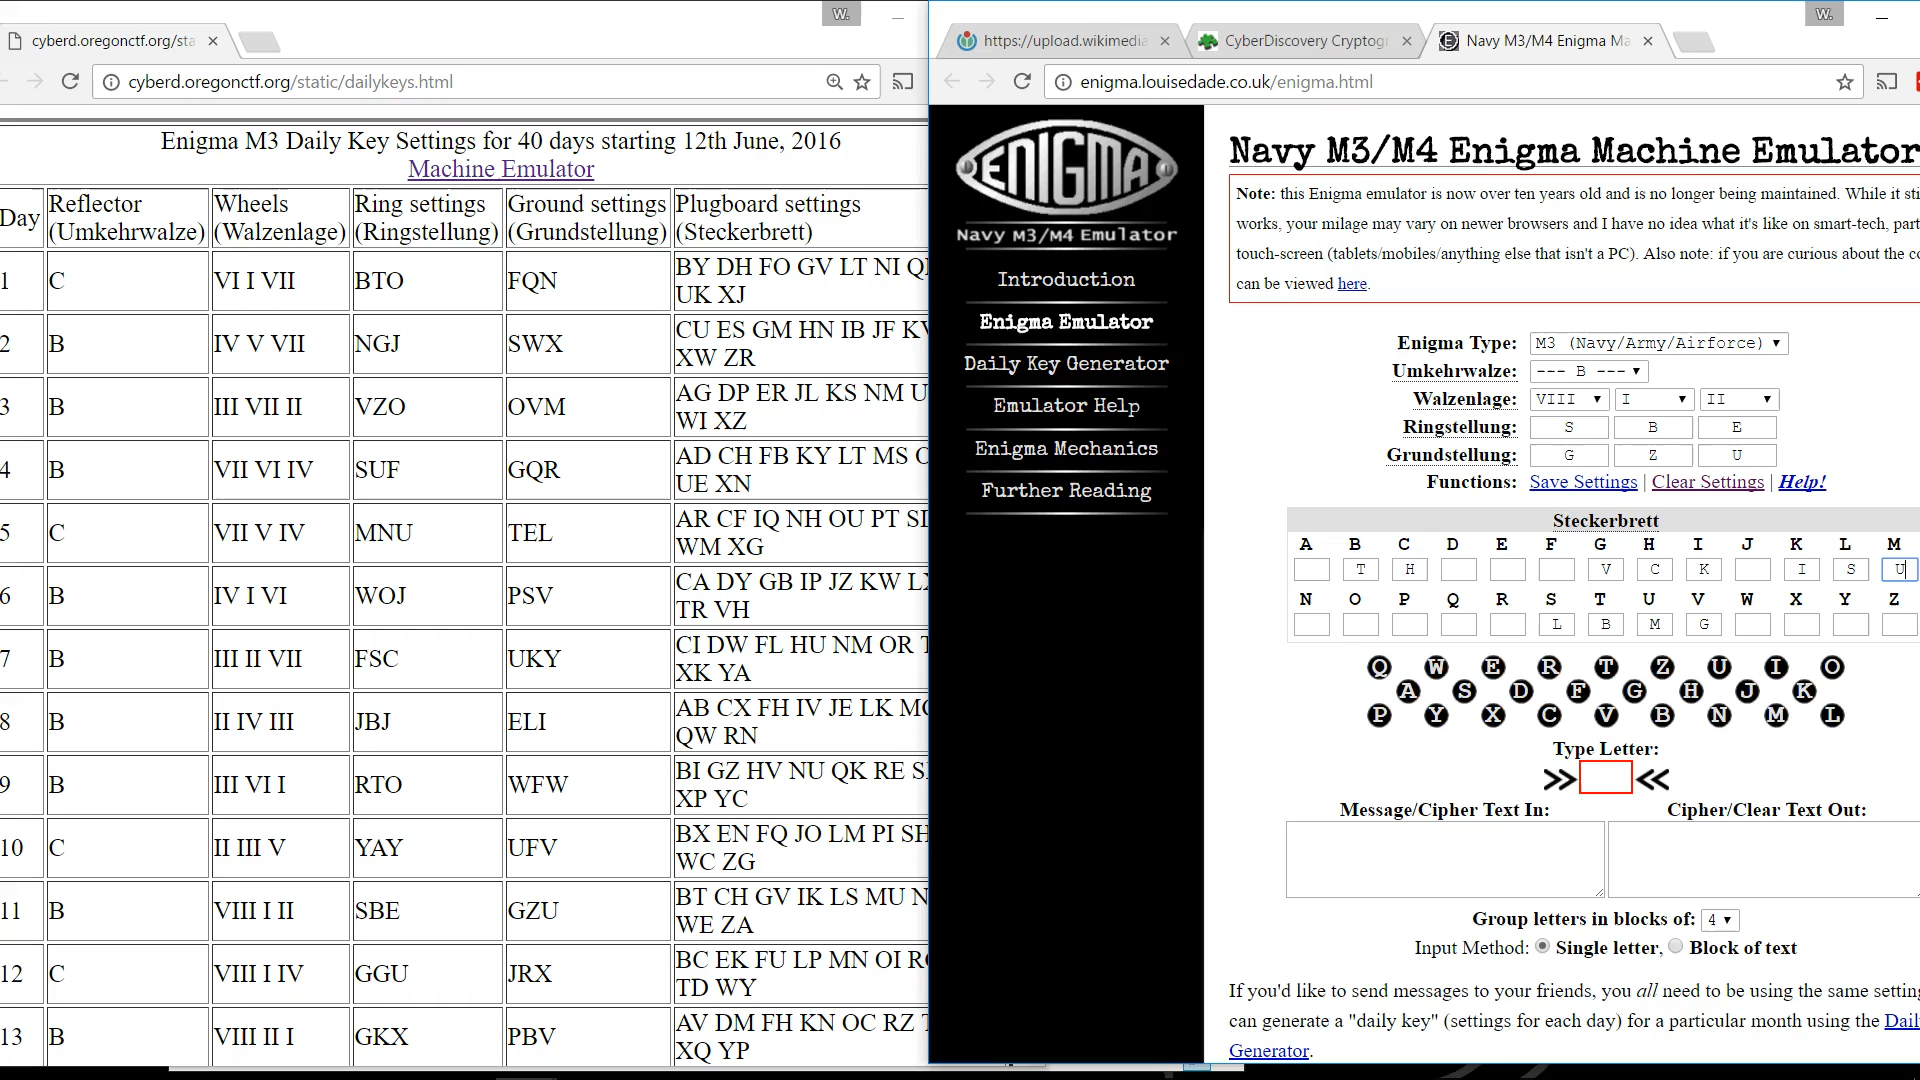 W.
cyberd.oregonctf.org/sta
cyberd.oregonctf.org/static/dailykeys.html
Enigma M3 Daily Key Settings for 40 days starting 12th June, 2016
Machine Emulator
Day Reflector (Umkehrwalze) Wheels (Walzenlage) Ring settings (Ringstellung) Ground settings (Grundstellung) Plugboard settings (Steckerbrett)
1 C VI I VII BTO FQN BY DH FO GV LT NI
UK XJ
2 B IV V VII NGJ SWX CU ES GM HN IB JF
XW ZR
3 B III VII II VZO OVM AG DP ER JL KS NM
WI XZ
4 B VII VI IV SUF GQR AD CH FB KY LT MS
UE XN
5 C VII V IV MNU TEL AR CF IQ NH OU PT
WM XG
6 B IV I VI WOJ PSV CA DY GB IP JZ KW
TR VH
7 B III II VII FSC UKY CI DW FL HU NM OR
XK YA
8 B II IV III JBJ ELI AB CX FH IV JE LK
QW RN
9 B III VI I RTO WFW BI GZ HV NU QK RE
XP YC
10 C II III V YAY UFV BX EN FQ JO LM PI SH
WC ZG
11 B VIII I II SBE GZU BT CH GV IK LS MU
WE ZA
12 C VIII I IV GGU JRX BC EK FU LP MN OI
TD WY
13 B VIII II I GKX PBV AV DM FH KN OC RZ
XQ YP
W.
https://upload.wikimedia
CyberDiscovery Cryptogr
Navy M3/M4 Enigma Ma
enigma.louisedade.co.uk/enigma.html
ENIGMA
Navy M3/M4 Emulator
Introduction
Enigma Emulator
Daily Key Generator
Emulator Help
Enigma Mechanics
Further Reading
Navy M3/M4 Enigma Machine Emulator
Note: this Enigma emulator is now over ten years old and is no longer being maintained. While it sti
works, your milage may vary on newer browsers and I have no idea what it's like on smart-tech, part
touch-screen (tablets/mobiles/anything else that isn't a PC). Also note: if you are curious about the co
can be viewed here.
Enigma Type: M3 (Navy/Army/Airforce)
Umkehrwalze: --- B ---
Walzenlage: VIII I II
Ringstellung: S B E
Grundstellung: G Z U
Functions: Save Settings | Clear Settings | Help!
Steckerbrett
A B C D E F G H I J K L M
T H V C K I S U
N O P Q R S T U V W X Y Z
L B M G
Q W E R T Z U I O
A S D F G H J K
P Y X C V B N M L
Type Letter:
Message/Cipher Text In: Cipher/Clear Text Out:
Group letters in blocks of: 4
Input Method: Single letter, Block of text
If you'd like to send messages to your friends, you all need to be using the same setting
can generate a "daily key" (settings for each day) for a particular month using the Dail
Generator.